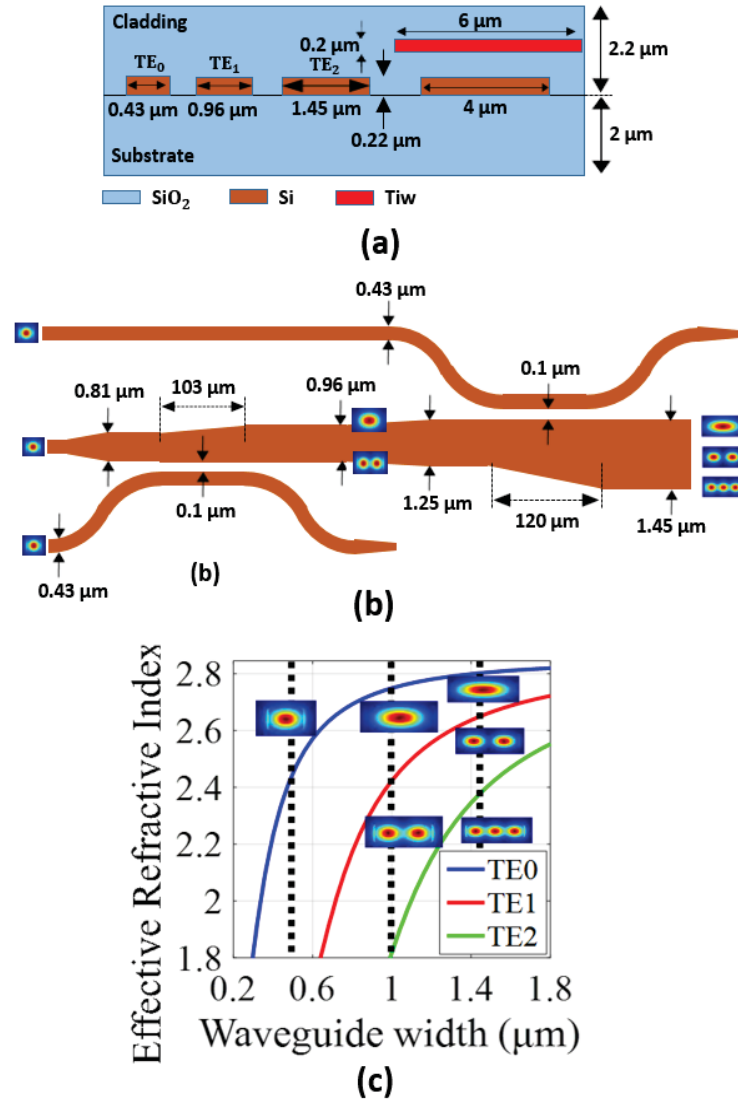 Cladding
6 μm
0.2 μm
2.2 μm
TE₀
TE₁
TE₂
0.43 μm
0.96 μm
1.45 μm
4 μm
0.22 μm
2 μm
Substrate
SiO₂
Si
Tiw
(a)
0.43 μm
0.81 μm
103 μm
0.96 μm
0.1 μm
0.1 μm
1.25 μm
120 μm
1.45 μm
0.43 μm
(b)
(b)
Effective Refractive Index
2.8
2.6
2.4
2.2
2
1.8
TE0
TE1
TE2
0.2
0.6
1
1.4
1.8
Waveguide width (μm)
(c)